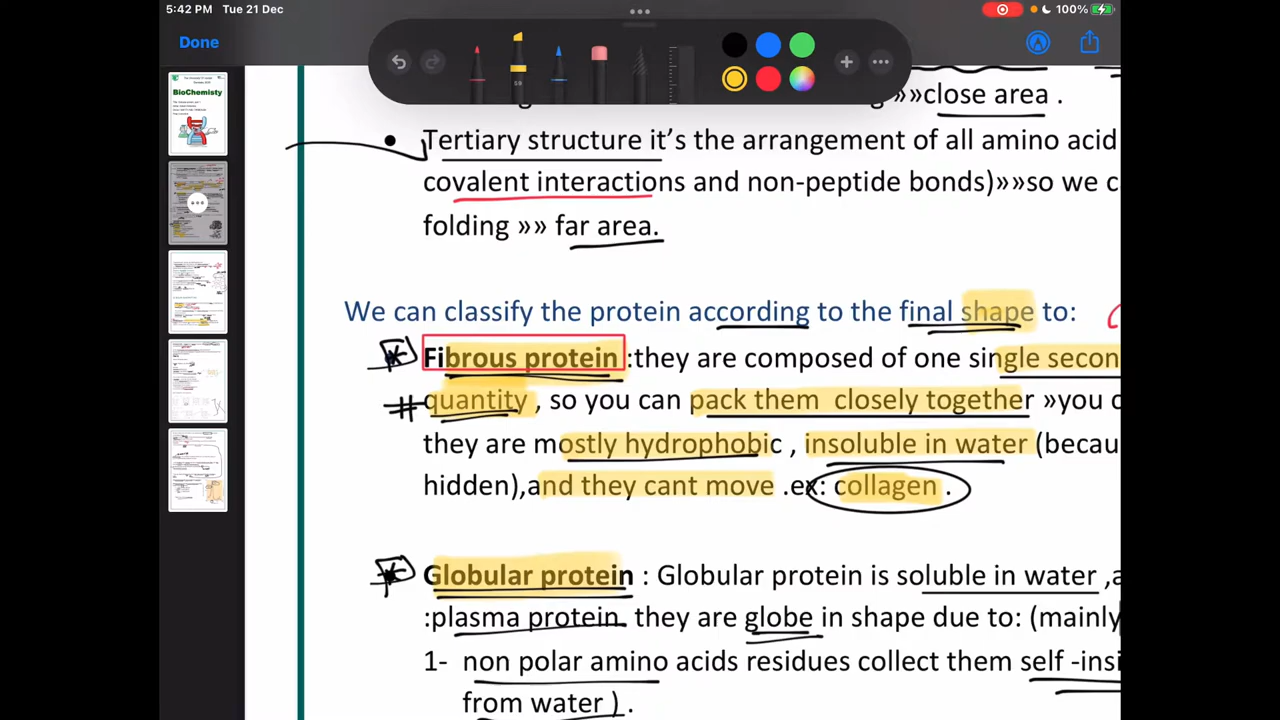 5:42 PM Tue 21 Dec
100%
Done
BioChemisty
»»close area .
• Tertiary structure it's the arrangement of all amino acid
covalent interactions and non-peptide bonds)»»so we c
folding »» far area.
We can classify the protein according to the final shape to:
Fibrous protein :they are composed of one single secon
quantity , so you can pack them closely together »you c
they are mostly hydrophobic , insoluble in water (becau
hidden),and they cant move .ex: collagen .
Globular protein : Globular protein is soluble in water ,a
:plasma protein. they are globe in shape due to: (mainly
1- non polar amino acids residues collect them self -insi
from water ) .